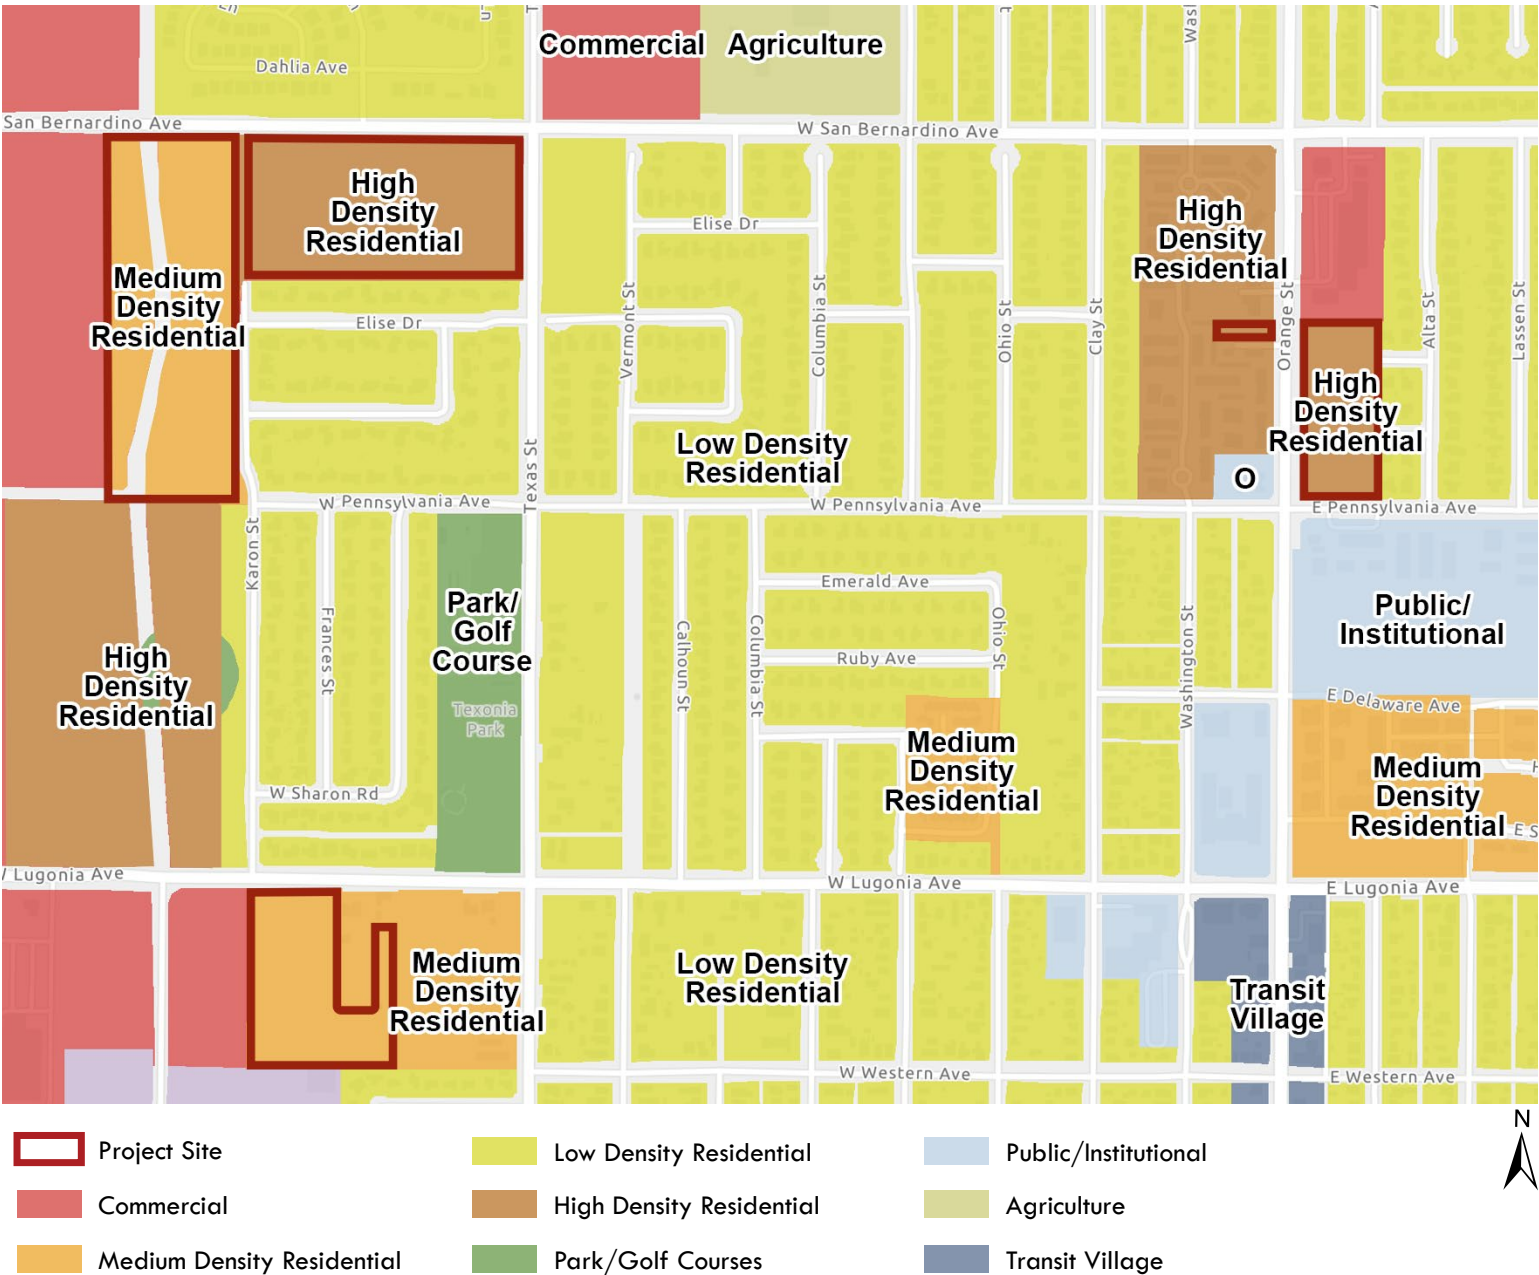 Dahlia Ave
Commercial
Agriculture
San Bernardino Ave
W San Bernardino Ave
High
Density
Residential
Medium
Density
Residential
Elise Dr
Elise Dr
Vermont St
Columbia St
Ohio St
Clay St
High
Density
Residential
Orange St
Alta St
Lassen St
High
Density
Residential
Low Density
Residential
O
Texas St
W Pennsylvania Ave
W Pennsylvania Ave
E Pennsylvania Ave
Karon St
Frances St
Park/
Golf
Course
Texonia
Park
Calhoun St
Columbia St
Emerald Ave
Ruby Ave
Ohio St
Washington St
Public/
Institutional
High
Density
Residential
E Delaware Ave
Medium
Density
Residential
Medium
Density
Residential
W Sharon Rd
E S
Lugonia Ave
W Lugonia Ave
E Lugonia Ave
Medium
Density
Residential
Low Density
Residential
Transit
Village
W Western Ave
E Western Ave
N
Project Site
Low Density Residential
Public/Institutional
Commercial
High Density Residential
Agriculture
Medium Density Residential
Park/Golf Courses
Transit Village